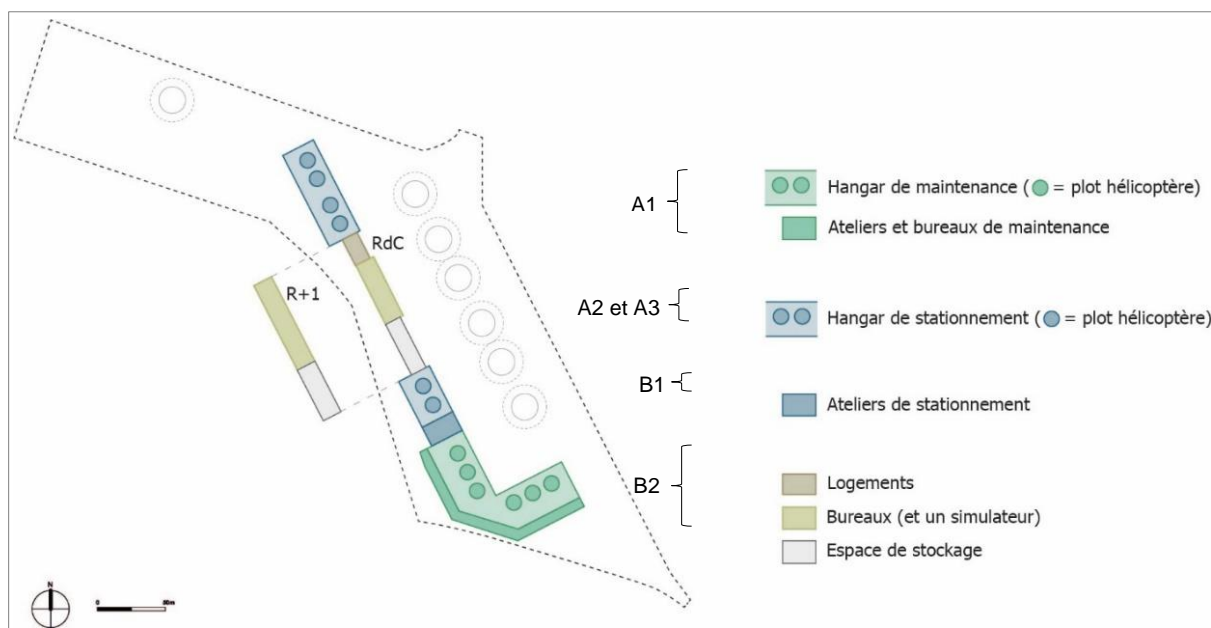 RdC
R+1
A1
A2 et A3
B1
B2
Hangar de maintenance ( = plot hélicoptère)
Ateliers et bureaux de maintenance
Hangar de stationnement ( = plot hélicoptère)
Ateliers de stationnement
Logements
Bureaux (et un simulateur)
Espace de stockage
N
0